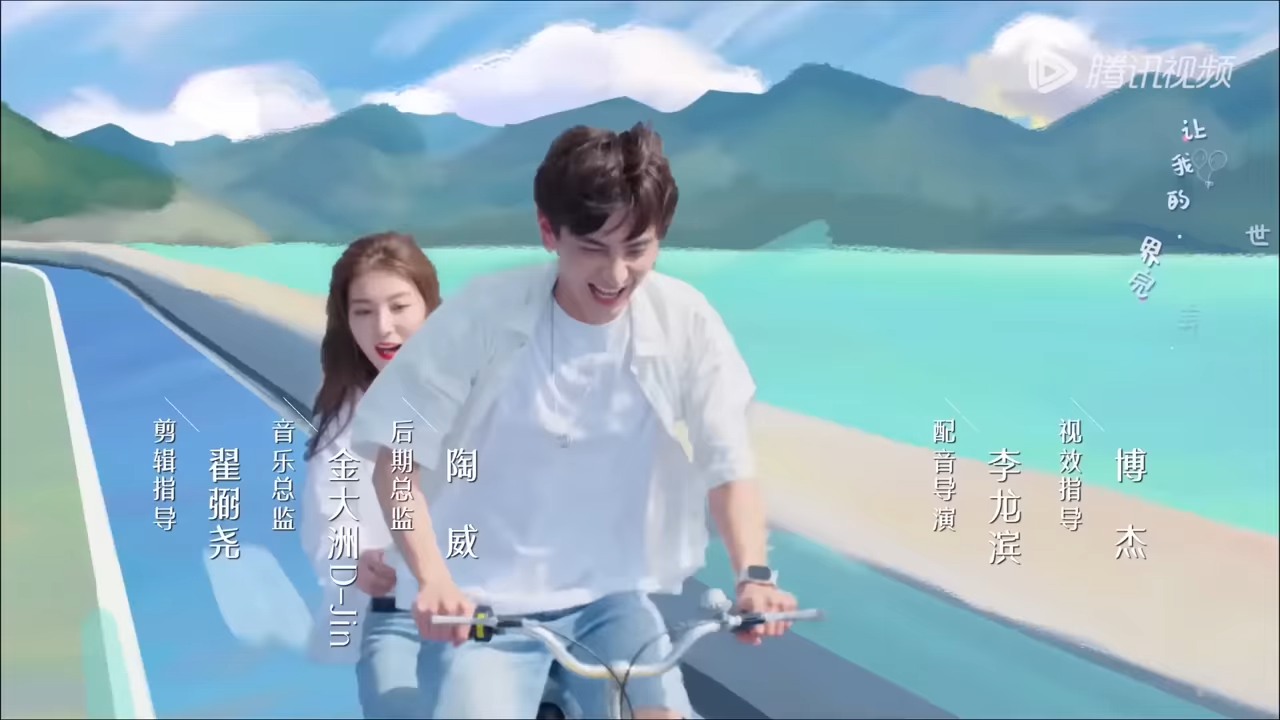 腾讯视频
让我的
世
界完
剪辑指导
翟弼尧
音乐总监
金大洲D-Jin
后期总监
陶威
配音导演
李龙滨
视效指导
博杰